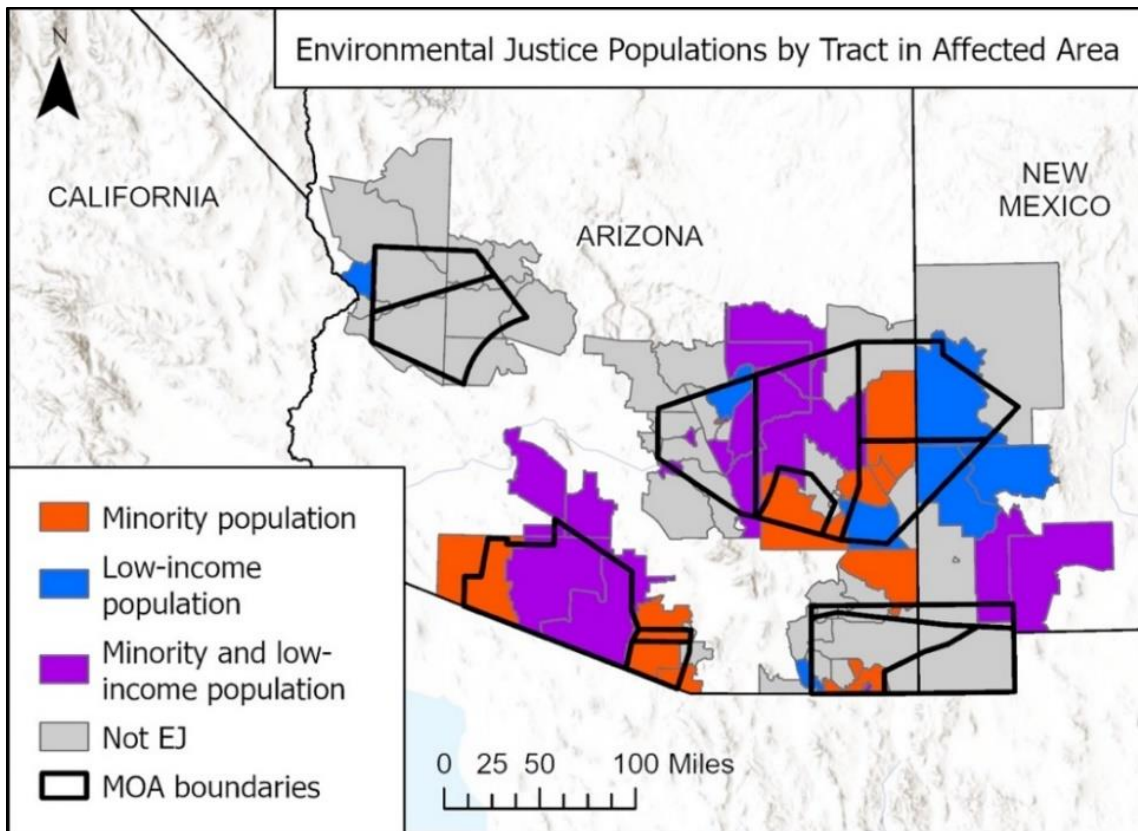 Environmental Justice Populations by Tract in Affected Area
N
CALIFORNIA
ARIZONA
NEW
MEXICO
Minority population
Low-income
population
Minority and low-
income population
Not EJ
MOA boundaries
0 25 50 100 Miles